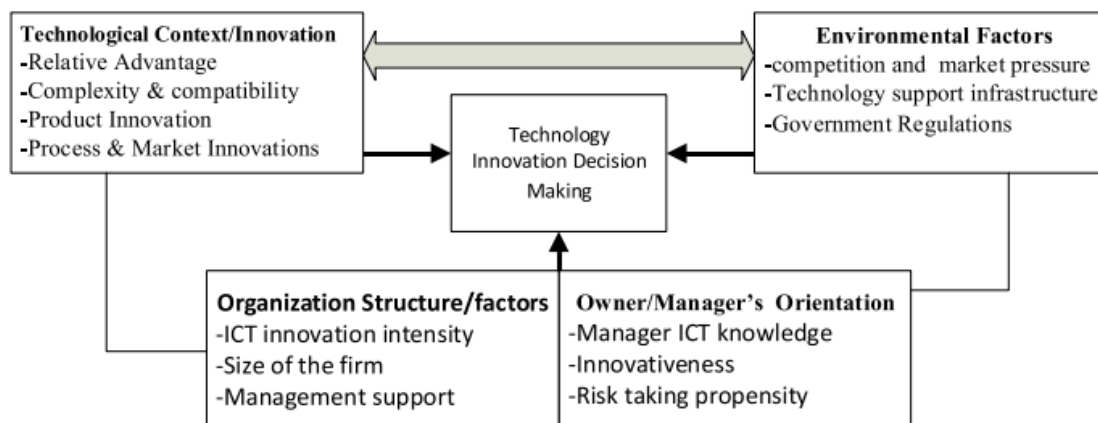 Technological Context/Innovation
-Relative Advantage
-Complexity & compatibility
-Product Innovation
-Process & Market Innovations
Environmental Factors
-competition and market pressure
-Technology support infrastructure
-Government Regulations
Technology
Innovation Decision
Making
Organization Structure/factors
-ICT innovation intensity
-Size of the firm
-Management support
Owner/Manager's Orientation
-Manager ICT knowledge
-Innovativeness
-Risk taking propensity